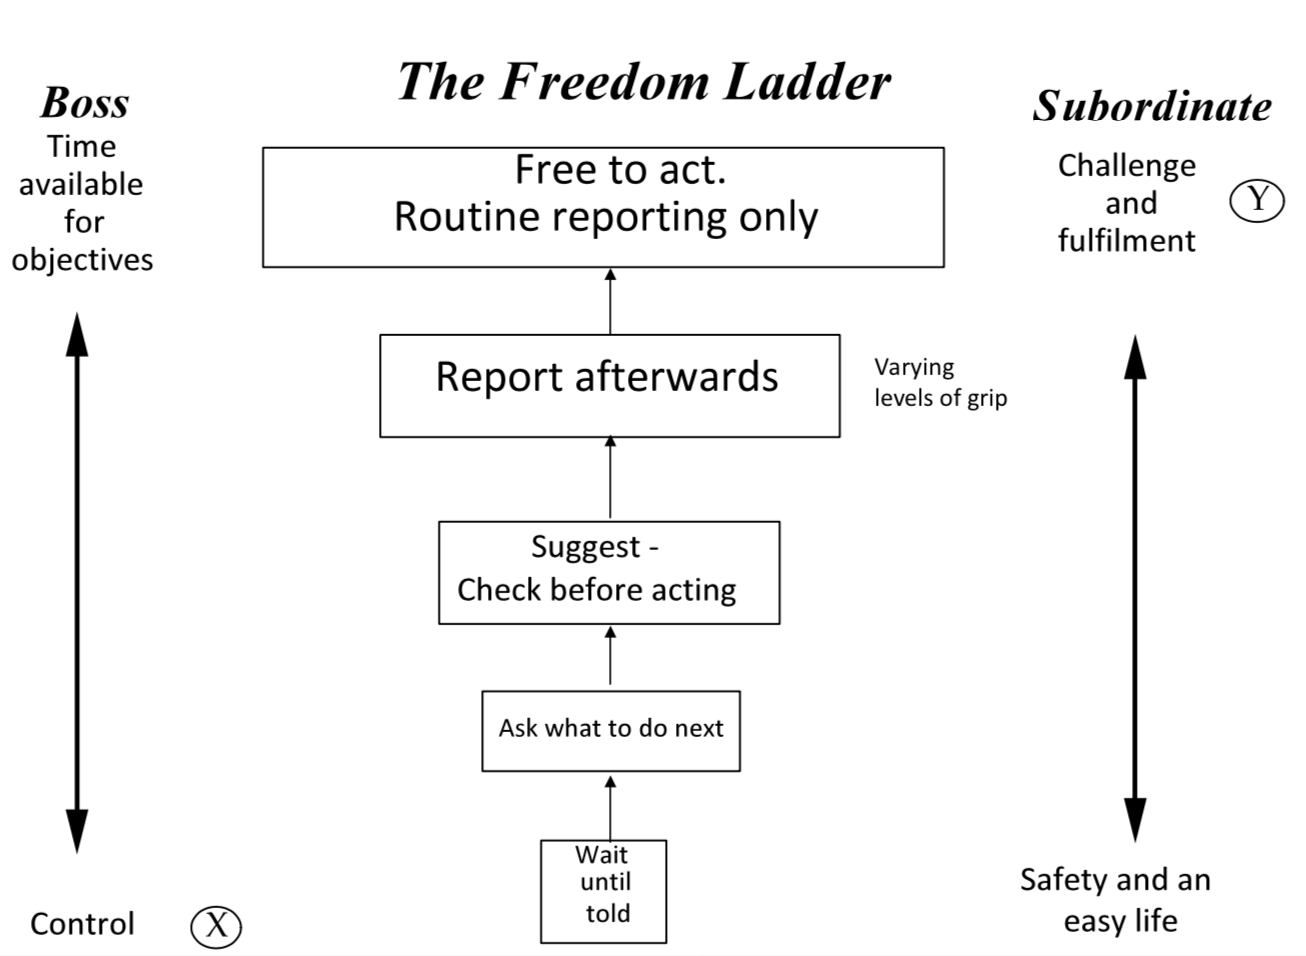 The Freedom Ladder
Boss
Time
available
for
objectives
Control
X
Free to act.
Routine reporting only
Report afterwards
Varying
levels of grip
Suggest -
Check before acting
Ask what to do next
Wait
until
told
Subordinate
Challenge
and
fulfilment
Y
Safety and an
easy life